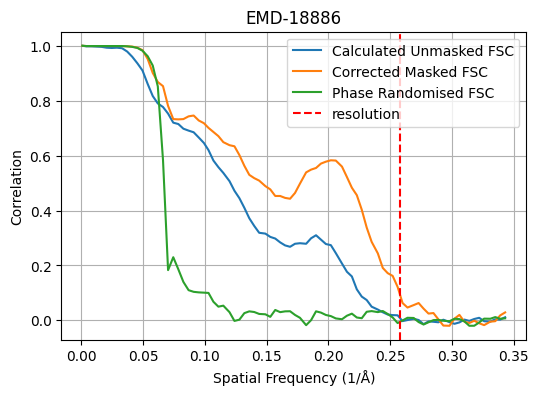 EMD-18886
Calculated Unmasked FSC
Corrected Masked FSC
Phase Randomised FSC
resolution
Correlation
1.0
0.8
0.6
0.4
0.2
0.0
0.00 0.05 0.10 0.15 0.20 0.25 0.30 0.35
Spatial Frequency (1/Å)